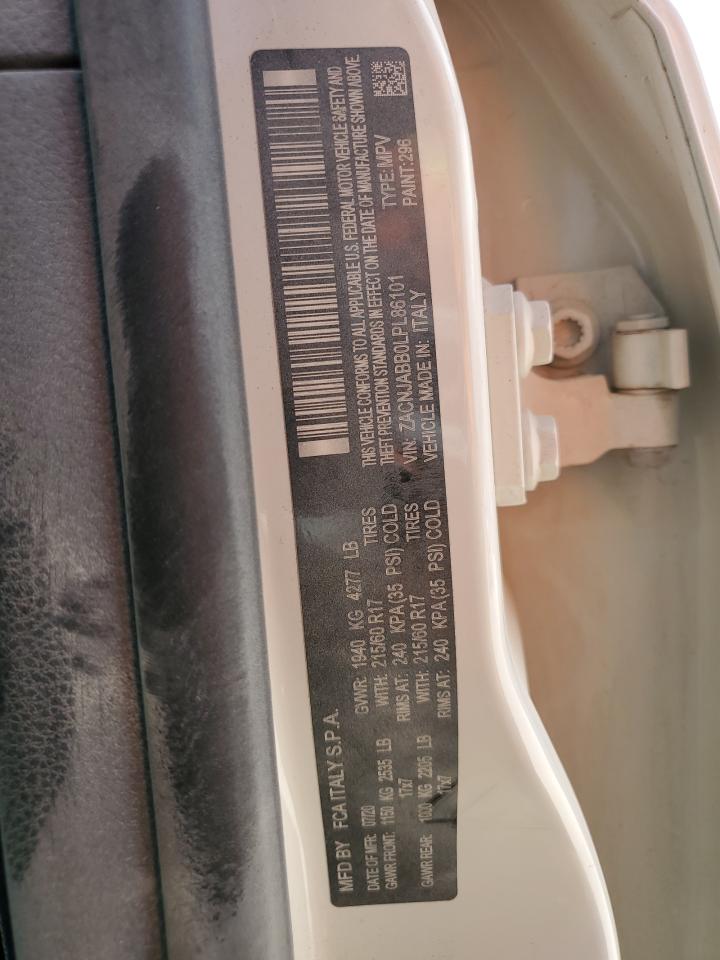 MFD BY FCA ITALY S.P.A.
DATE OF MFR: 07/20 GVWR: 1940 KG 4277 LB
GAWR FRONT: 1150 KG 2535 LB WITH: 215/60 R17 TIRES
17x7 RIMS AT: 240 KPA(35 PSI) COLD
GAWR REAR: 1000 KG 2205 LB WITH: 215/60 R17 TIRES
17x7 RIMS AT: 240 KPA(35 PSI) COLD
THIS VEHICLE CONFORMS TO ALL APPLICABLE U.S. FEDERAL MOTOR VEHICLE SAFETY AND
THEFT PREVENTION STANDARDS IN EFFECT ON THE DATE OF MANUFACTURE SHOWN ABOVE.
VIN: ZACNJABB0LPL86101 TYPE: MPV
VEHICLE MADE IN: ITALY PAINT: 296